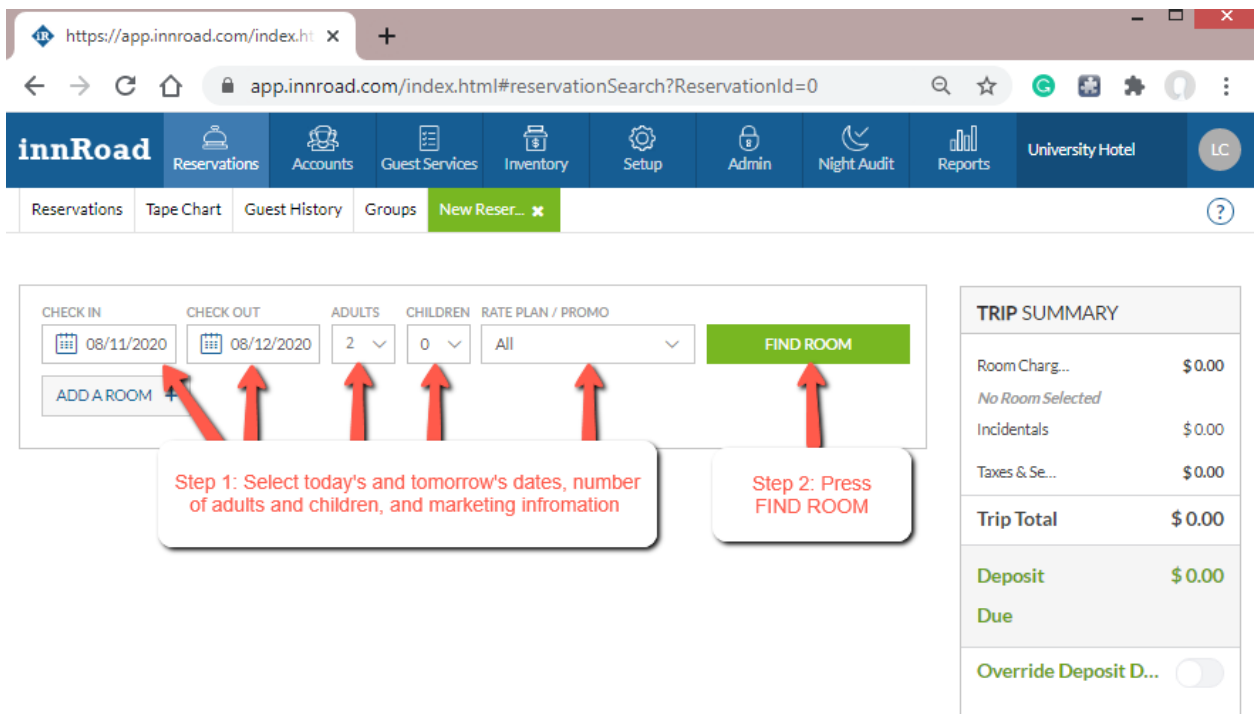 https://app.innroad.com/index.ht
app.innroad.com/index.html#reservationSearch?ReservationId=0
innRoad
Reservations
Accounts
Guest Services
Inventory
Setup
Admin
Night Audit
Reports
University Hotel
LC
Reservations
Tape Chart
Guest History
Groups
New Reser...
?
CHECK IN
CHECK OUT
ADULTS
CHILDREN
RATE PLAN / PROMO
08/11/2020
08/12/2020
2
0
All
FIND ROOM
ADD A ROOM +
Step 1: Select today's and tomorrow's dates, number
of adults and children, and marketing infromation
Step 2: Press
FIND ROOM
TRIP SUMMARY
Room Charg... $ 0.00
No Room Selected
Incidentals $ 0.00
Taxes & Se... $ 0.00
Trip Total $ 0.00
Deposit $ 0.00
Due
Override Deposit D...